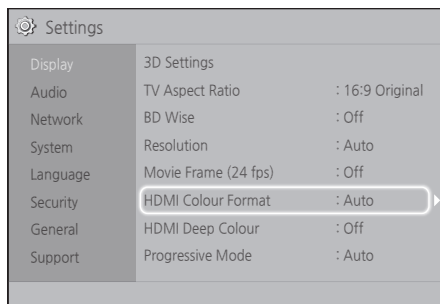 Settings
Display
Audio
Network
System
Language
Security
General
Support
3D Settings
TV Aspect Ratio : 16:9 Original
BD Wise : Off
Resolution : Auto
Movie Frame (24 fps) : Off
HDMI Colour Format : Auto
HDMI Deep Colour : Off
Progressive Mode : Auto